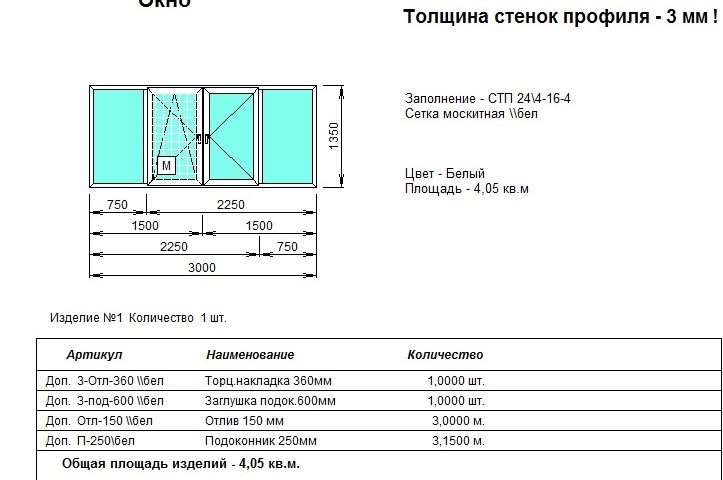 Окно
Толщина стенок профиля - 3 мм !
Заполнение - СТП 24\4-16-4
Сетка москитная \\бел
1350
М
Цвет - Белый
Площадь - 4,05 кв.м
750 2250
1500 1500
2250 750
3000
Изделие №1 Количество 1 шт.
Артикул Наименование Количество
Доп. З-Отл-360 \\бел Торц.накладка 360мм 1,0000 шт.
Доп. З-под-600 \\бел Заглушка подок.600мм 1,0000 шт.
Доп. Отл-150 \\бел Отлив 150 мм 3,0000 м.
Доп. П-250\бел Подоконник 250мм 3,1500 м.
Общая площадь изделий - 4,05 кв.м.